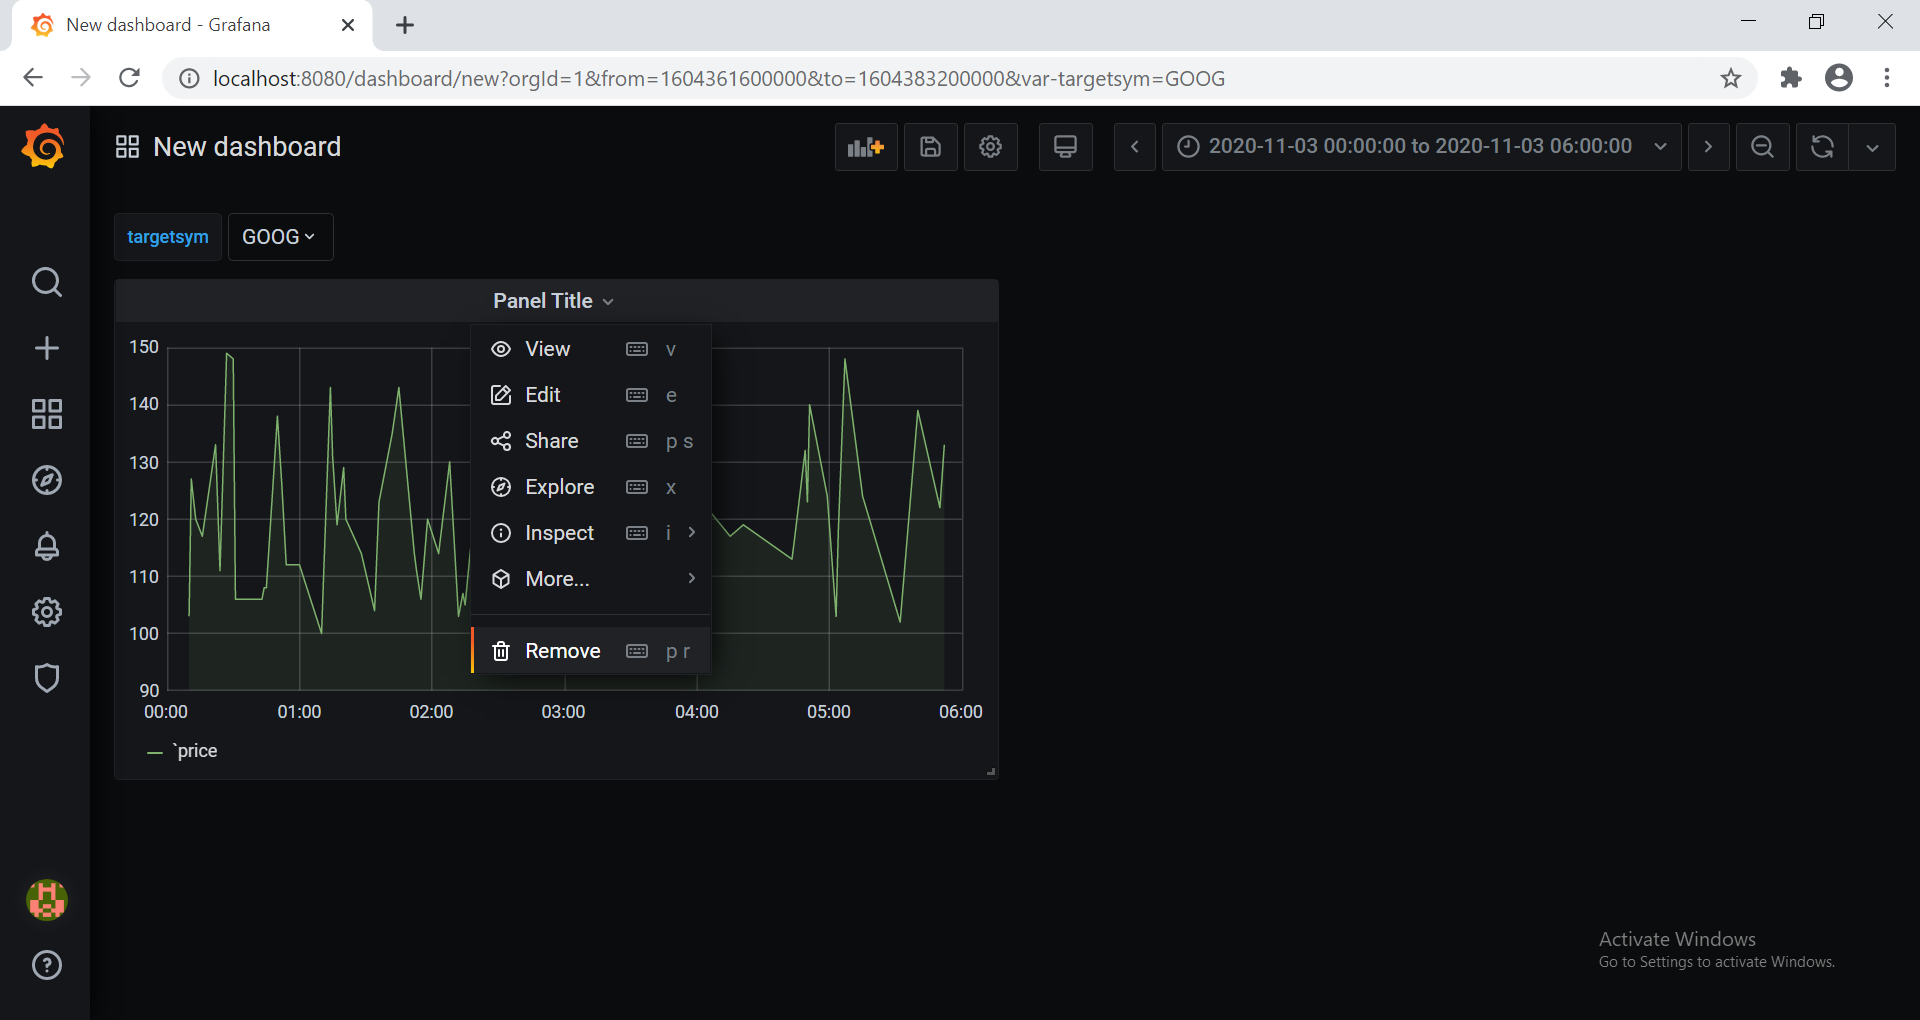 New dashboard - Grafana
localhost:8080/dashboard/new?orgId=1&from=1604361600000&to=1604383200000&var-targetsym=GOOG
New dashboard
2020-11-03 00:00:00 to 2020-11-03 06:00:00
targetsym GOOG
Panel Title
View v
Edit e
Share p s
Explore x
Inspect i
More...
Remove p r
150
140
130
120
110
100
90
00:00 01:00 02:00 03:00 04:00 05:00 06:00
`price
Activate Windows
Go to Settings to activate Windows.